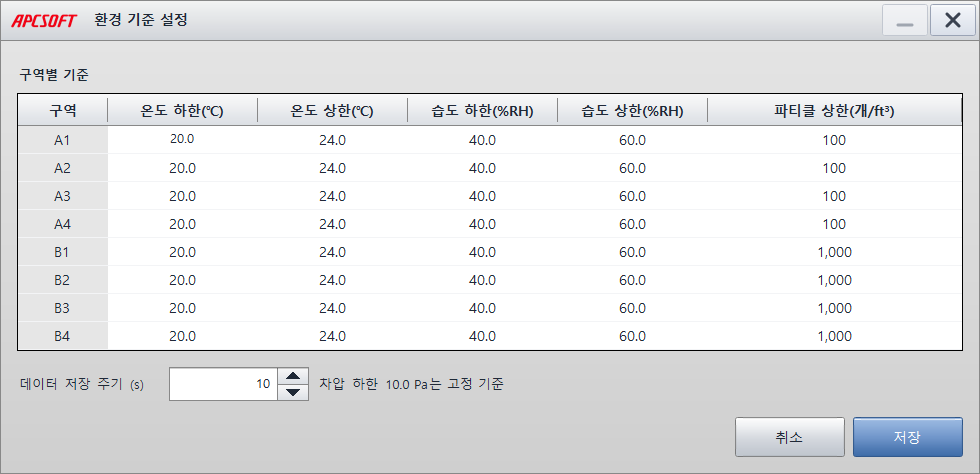 APCSOFT 환경 기준 설정
구역별 기준
구역 온도 하한(℃) 온도 상한(℃) 습도 하한(%RH) 습도 상한(%RH) 파티클 상한(개/ft³)
A1 20.0 24.0 40.0 60.0 100
A2 20.0 24.0 40.0 60.0 100
A3 20.0 24.0 40.0 60.0 100
A4 20.0 24.0 40.0 60.0 100
B1 20.0 24.0 40.0 60.0 1,000
B2 20.0 24.0 40.0 60.0 1,000
B3 20.0 24.0 40.0 60.0 1,000
B4 20.0 24.0 40.0 60.0 1,000
데이터 저장 주기 (s) 10 차압 하한 10.0 Pa는 고정 기준
취소 저장